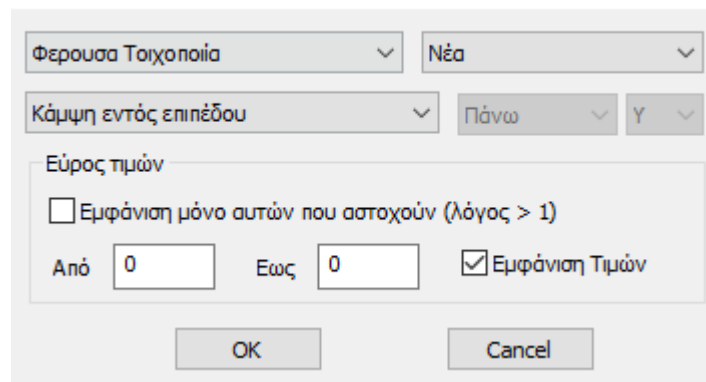 Φερουσα Τοιχοποιία Νέα
Κάμψη εντός επιπέδου Πάνω Υ
Εύρος τιμών
Εμφάνιση μόνο αυτών που αστοχούν (λόγος > 1)
Από 0 Εως 0 Εμφάνιση Τιμών
OK Cancel